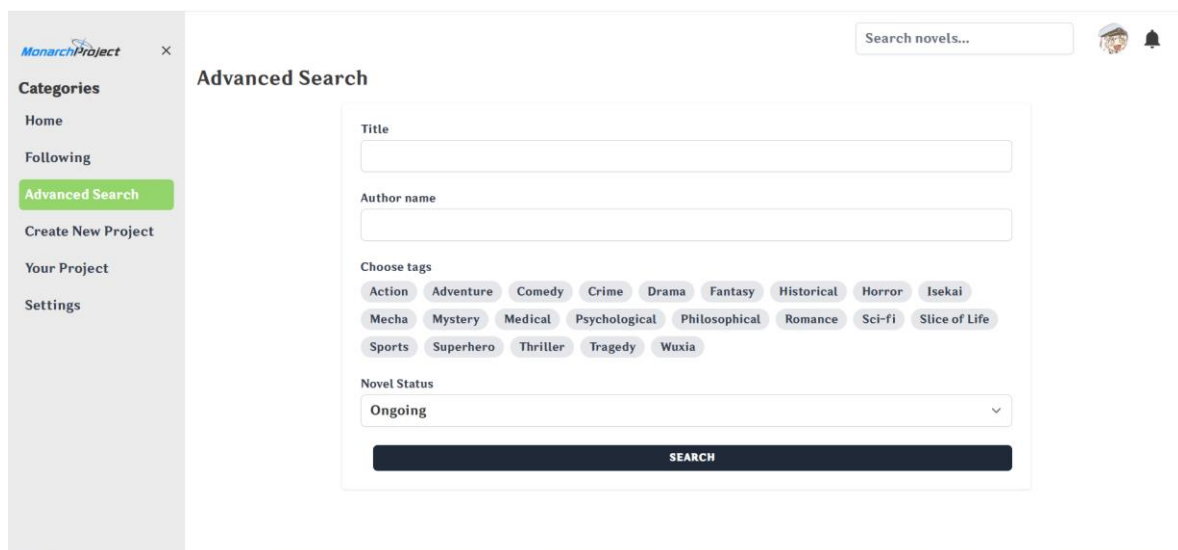 MonarchProject
Search novels...
Categories
Home
Following
Advanced Search
Create New Project
Your Project
Settings
Advanced Search
Title
Author name
Choose tags
Action Adventure Comedy Crime Drama Fantasy Historical Horror Isekai
Mecha Mystery Medical Psychological Philosophical Romance Sci-fi Slice of Life
Sports Superhero Thriller Tragedy Wuxia
Novel Status
Ongoing
SEARCH